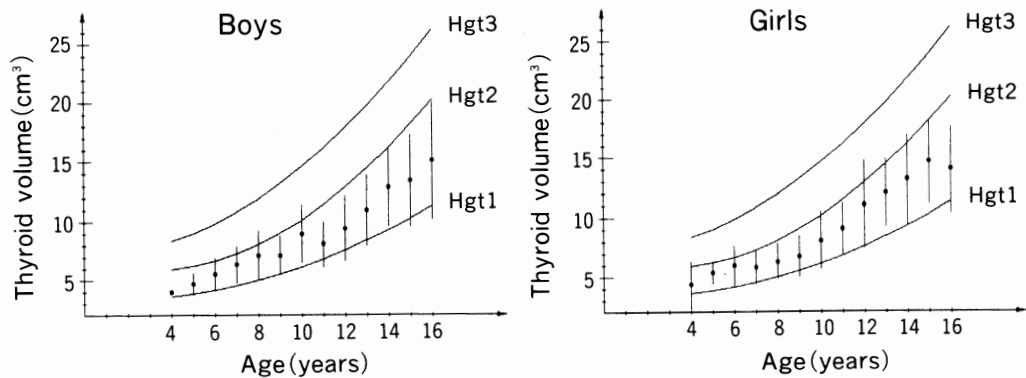 Boys
Thyroid volume (cm³)
25
20
15
10
5
4 6 8 10 12 14 16
Age (years)
Hgt3
Hgt2
Hgt1
Girls
Thyroid volume (cm³)
25
20
15
10
5
4 6 8 10 12 14 16
Age (years)
Hgt3
Hgt2
Hgt1